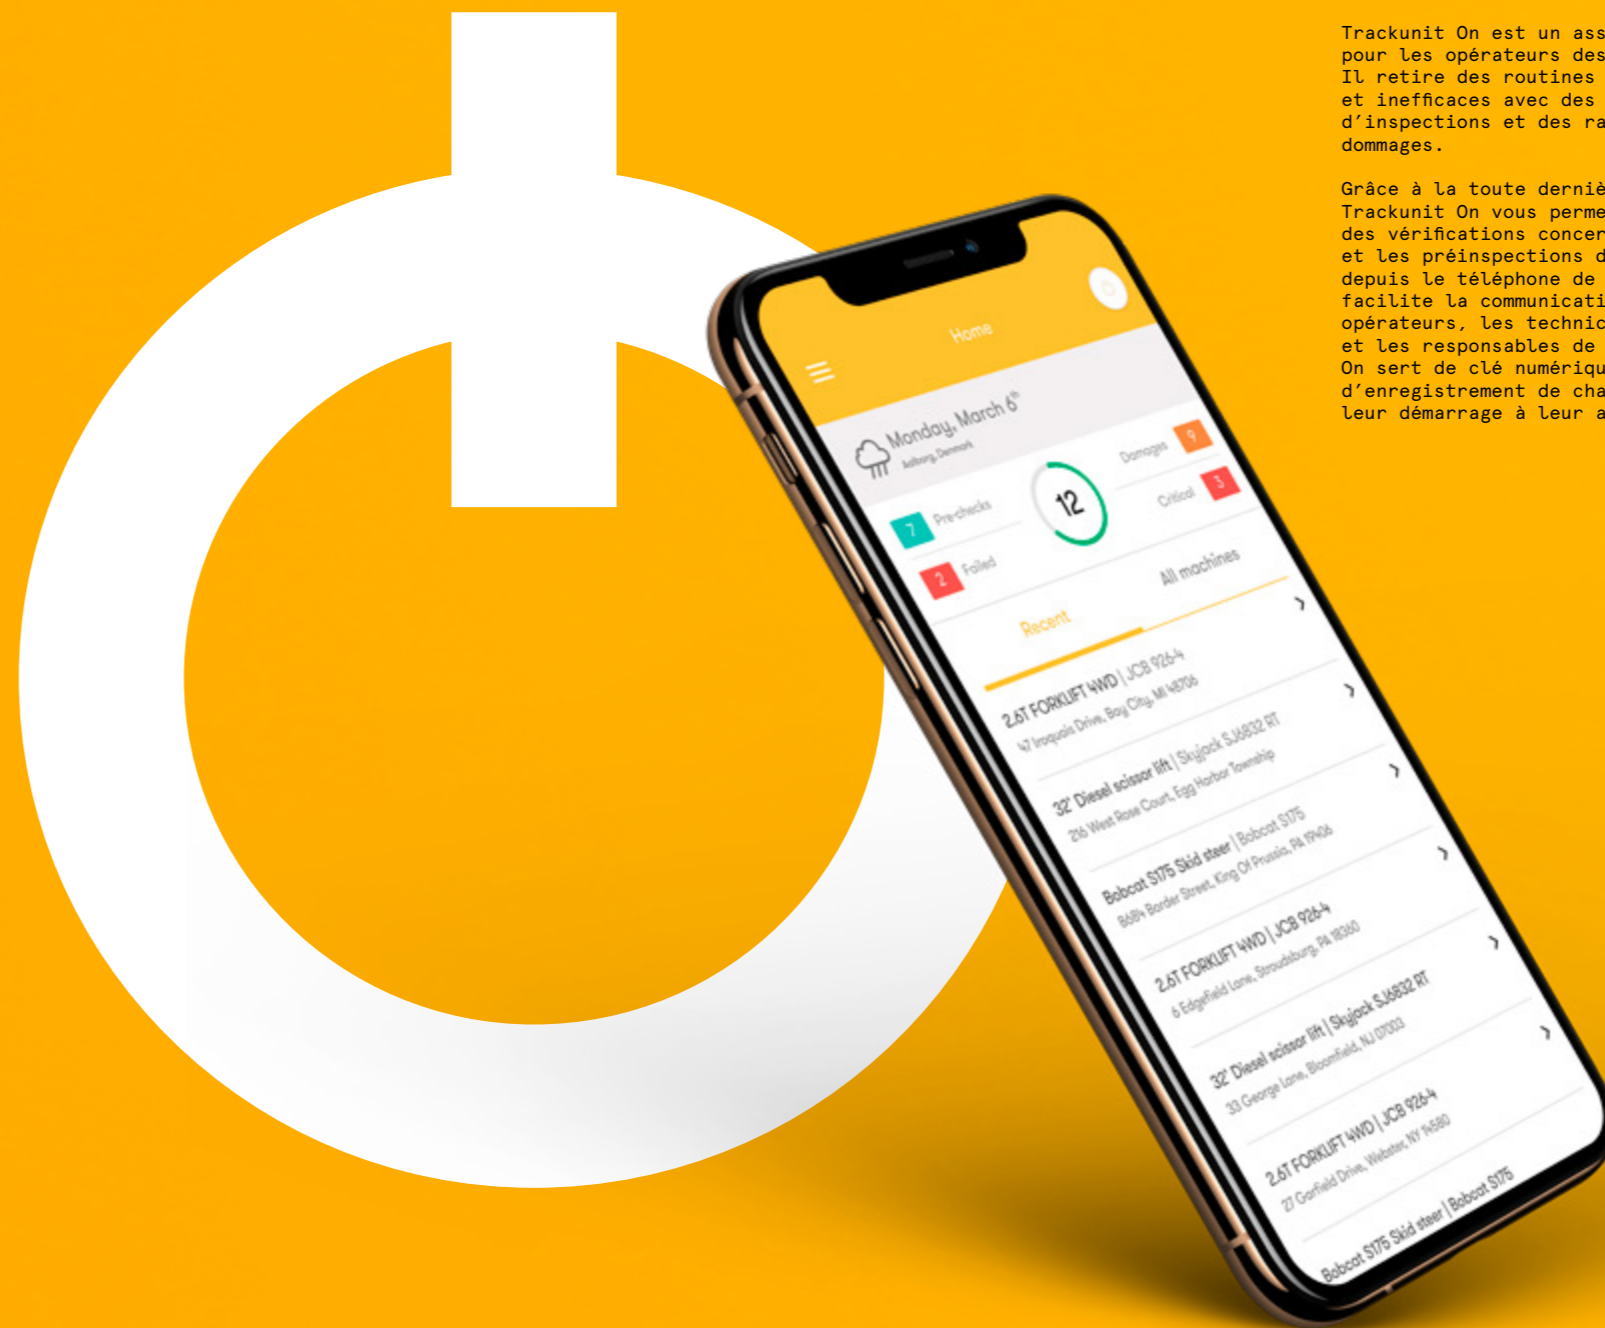 Trackunit On est un ass
pour les opérateurs des
Il retire des routines
et inefficaces avec des
d'inspections et des ra
dommages.
Grâce à la toute derniè
Trackunit On vous perme
des vérifications concer
et les préinspections d
depuis le téléphone de
facilite la communicati
opérateurs, les technic
et les responsables de
On sert de clé numériqu
d'enregistrement de cha
leur démarrage à leur a
Home
Monday, March 6th
Aalborg, Denmark
7 Pre-checks
2 Failed
12
Damages 9
Critical 3
Recent
All machines
2.6T FORKLIFT 4WD | JCB 926-4
47 Iroquois Drive, Bay City, MI 48706
32" Diesel scissor lift | Skyjack SJ6832 RT
216 West Rose Court, Egg Harbor Township
Bobcat S175 Skid steer | Bobcat S175
8684 Border Street, King Of Prussia, PA 19406
2.6T FORKLIFT 4WD | JCB 926-4
6 Edgefield Lane, Stroudsburg, PA 18360
32" Diesel scissor lift | Skyjack SJ6832 RT
33 George Lane, Bloomfield, NJ 07003
2.6T FORKLIFT 4WD | JCB 926-4
27 Garfield Drive, Webster, NY 14580
Bobcat S175 Skid steer | Bobcat S175